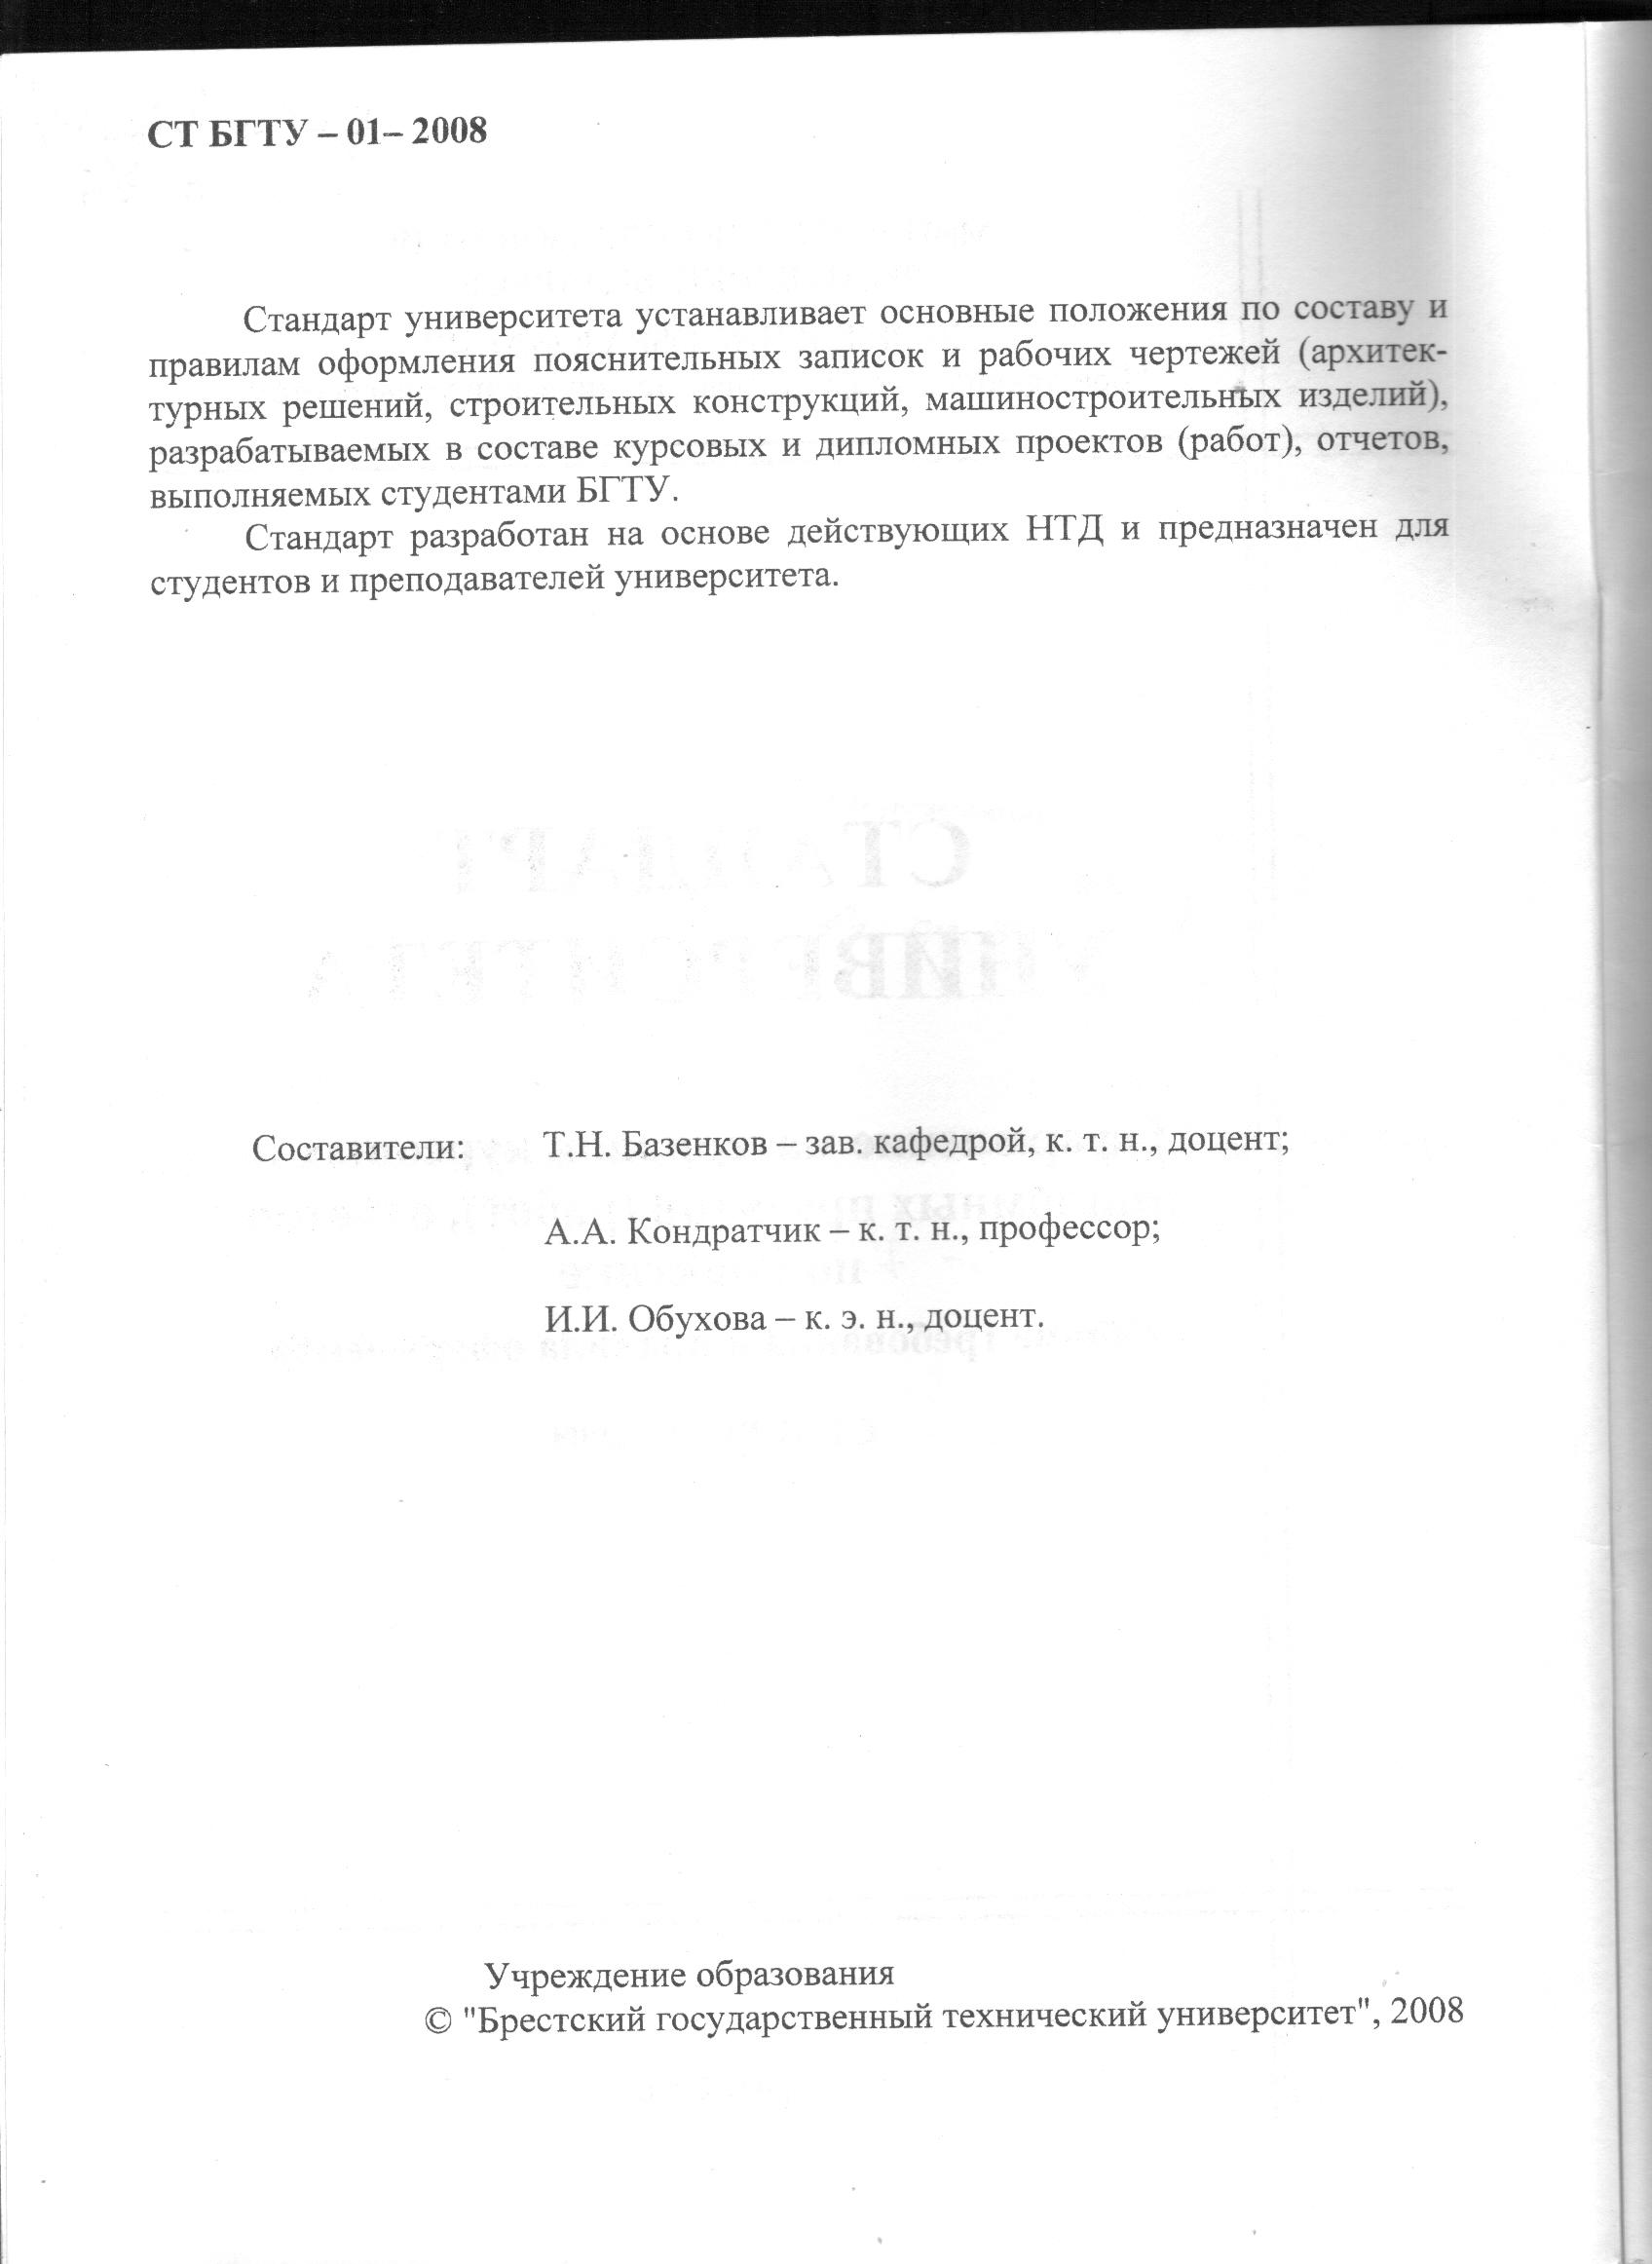 СТ БГТУ – 01– 2008
Стандарт университета устанавливает основные положения по составу и
правилам оформления пояснительных записок и рабочих чертежей (архитек-
турных решений, строительных конструкций, машиностроительных изделий),
разрабатываемых в составе курсовых и дипломных проектов (работ), отчетов,
выполняемых студентами БГТУ.
Стандарт разработан на основе действующих НТД и предназначен для
студентов и преподавателей университета.
Составители: Т.Н. Базенков – зав. кафедрой, к. т. н., доцент;
А.А. Кондратчик – к. т. н., профессор;
И.И. Обухова – к. э. н., доцент.
Учреждение образования
© "Брестский государственный технический университет", 2008